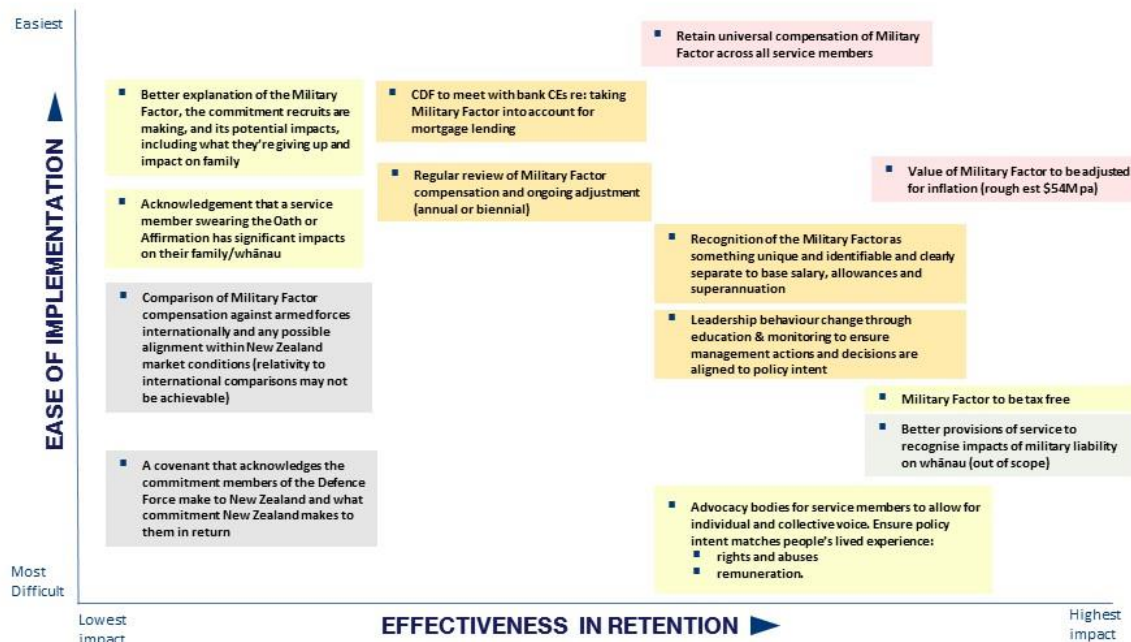 Easiest
▪ Retain universal compensation of Military
Factor across all service members
▪ Better explanation of the Military
Factor, the commitment recruits are
making, and its potential impacts,
including what they're giving up and
impact on family
▪ CDF to meet with bank CEs re: taking
Military Factor into account for
mortgage lending
▪ Regular review of Military Factor
compensation and ongoing adjustment
(annual or biennial)
▪ Value of Military Factor to be adjusted
for inflation (rough est $54M pa)
▪ Acknowledgement that a service
member swearing the Oath or
Affirmation has significant impacts
on their family/whānau
▪ Recognition of the Military Factor as
something unique and identifiable and clearly
separate to base salary, allowances and
superannuation
▪ Comparison of Military Factor
compensation against armed forces
internationally and any possible
alignment within New Zealand
market conditions (relativity to
international comparisons may not
be achievable)
▪ Leadership behaviour change through
education & monitoring to ensure
management actions and decisions are
aligned to policy intent
▪ Military Factor to be tax free
▪ Better provisions of service to
recognise impacts of military liability
on whānau (out of scope)
▪ A covenant that acknowledges the
commitment members of the Defence
Force make to New Zealand and what
commitment New Zealand makes to
them in return
▪ Advocacy bodies for service members to allow for
individual and collective voice. Ensure policy
intent matches people's lived experience:
▪ rights and abuses
▪ remuneration.
EASE OF IMPLEMENTATION
Most
Difficult
Lowest
impact
EFFECTIVENESS IN RETENTION
Highest
impact